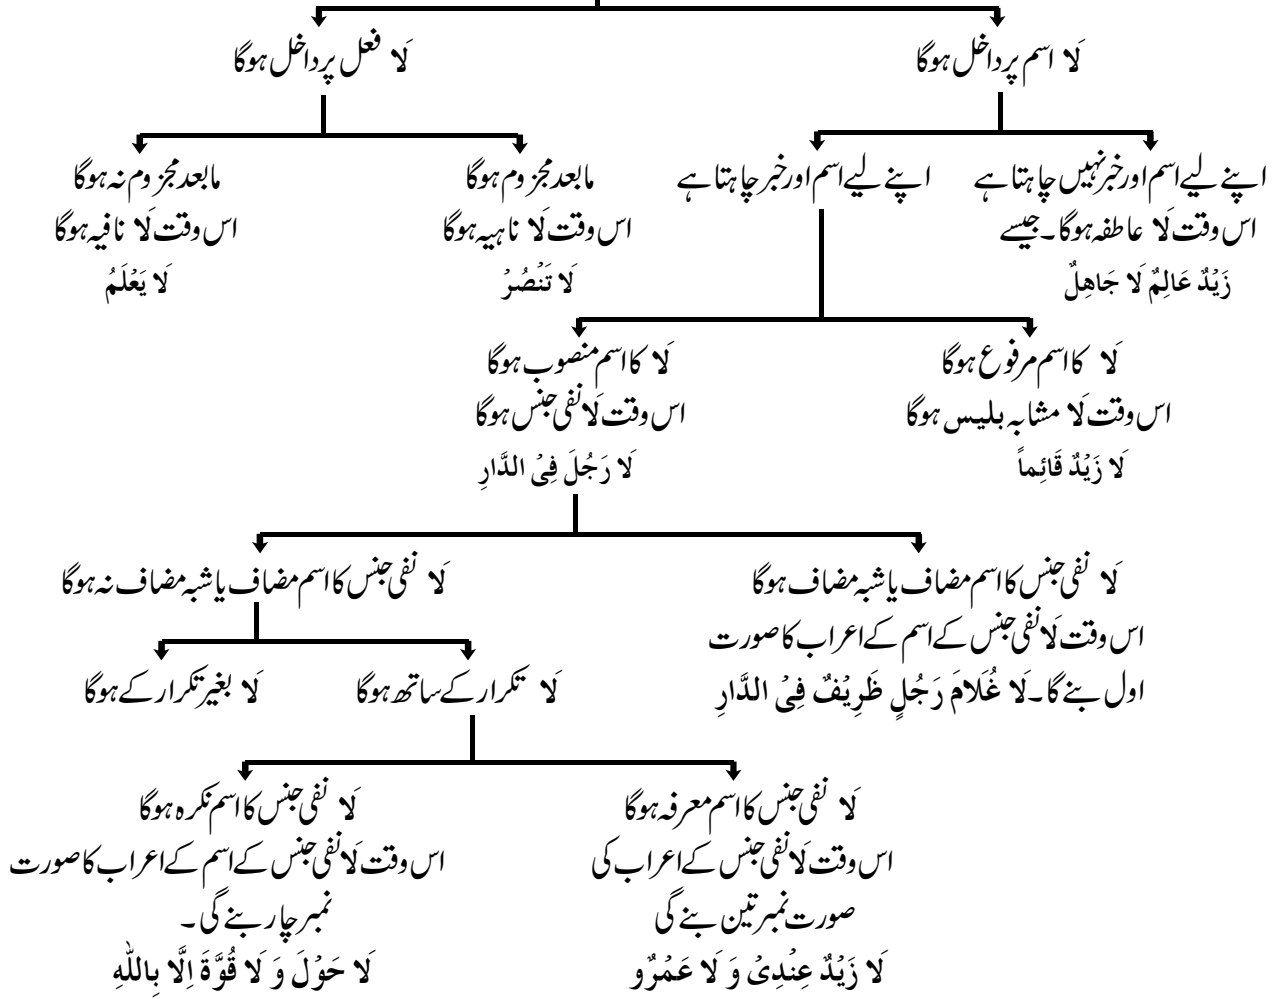 لَا اسم پر داخل ہوگا
لَا فعل پر داخل ہوگا
اپنے لیے اسم اور خبر نہیں چاہتا ہے
اس وقت لَا عاطفہ ہوگا۔ جیسے
زَيْدٌ عَالِمٌ لَا جَاهِلٌ
اپنے لیے اسم اور خبر چاہتا ہے
مابعد مجزوم ہوگا
اس وقت لَا ناہیہ ہوگا
لَا تَنْصُرْ
مابعد مجزوم نہ ہوگا
اس وقت لَا نافیہ ہوگا
لَا يَعْلَمُ
لَا کا اسم مرفوع ہوگا
اس وقت لَا مشابہ بلیس ہوگا
لَا زَيْدٌ قَائِماً
لَا کا اسم منصوب ہوگا
اس وقت لَا نفی جنس ہوگا
لَا رَجُلَ فِىْ الدَّارِ
لَا نفی جنس کا اسم مضاف یا شبہ مضاف ہوگا
اس وقت لَا نفی جنس کے اسم کے اعراب کا صورت
اول بنے گا۔ لَا غُلَامَ رَجُلٍ ظَرِيْفٌ فِىْ الدَّارِ
لَا نفی جنس کا اسم مضاف یا شبہ مضاف نہ ہوگا
لَا تکرار کے ساتھ ہوگا
لَا بغیر تکرار کے ہوگا
لَا نفی جنس کا اسم معرفہ ہوگا
اس وقت لَا نفی جنس کے اعراب کی
صورت نمبر تین بنے گی
لَا زَيْدٌ عِنْدِىْ وَ لَا عَمْرٌو
لَا نفی جنس کا اسم نکرہ ہوگا
اس وقت لَا نفی جنس کے اسم کے اعراب کا صورت
نمبر چار بنے گی۔
لَا حَوْلَ وَ لَا قُوَّةَ اِلَّا بِاللّٰهِ